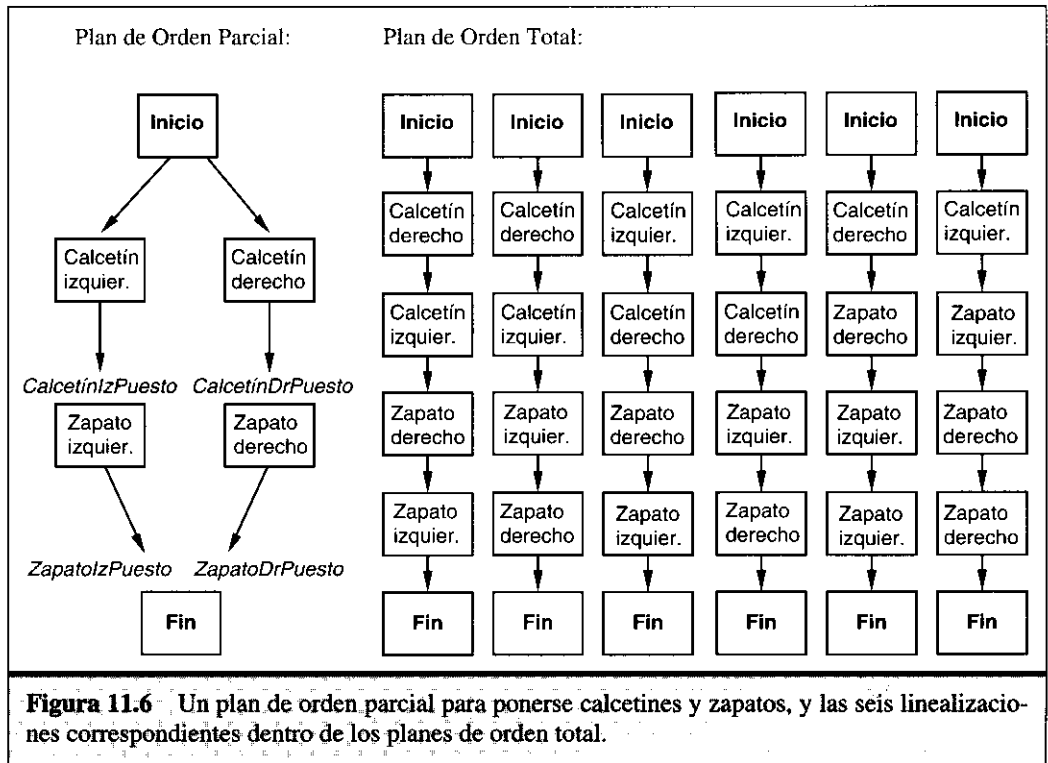 Plan de Orden Parcial:
Inicio
Calcetín
izquier.
Calcetín
derecho
CalcetínIzPuesto
CalcetínDrPuesto
Zapato
izquier.
Zapato
derecho
ZapatoIzPuesto
ZapatoDrPuesto
Fin
Plan de Orden Total:
Inicio
Calcetín
derecho
Calcetín
izquier.
Zapato
derecho
Zapato
izquier.
Fin
Inicio
Calcetín
derecho
Calcetín
izquier.
Zapato
izquier.
Zapato
derecho
Fin
Inicio
Calcetín
izquier.
Calcetín
derecho
Zapato
derecho
Zapato
izquier.
Fin
Inicio
Calcetín
izquier.
Calcetín
derecho
Zapato
izquier.
Zapato
derecho
Fin
Inicio
Calcetín
derecho
Zapato
derecho
Zapato
izquier.
Zapato
izquier.
Fin
Inicio
Calcetín
izquier.
Zapato
izquier.
Zapato
derecho
Zapato
derecho
Fin
Figura 11.6 Un plan de orden parcial para ponerse calcetines y zapatos, y las seis linealizacio-
nes correspondientes dentro de los planes de orden total.